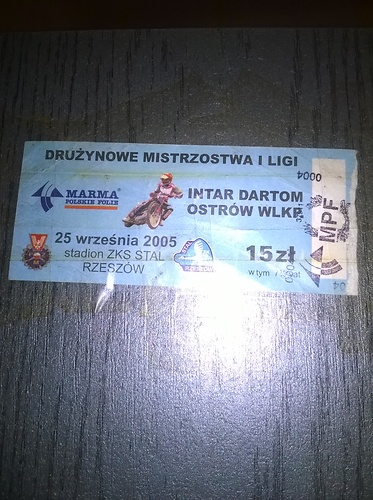 DRUŻYNOWE MISTRZOSTWA I LIGI
0004
MARMA
POLSKIE FOLIE
INTAR DARTOM
OSTRÓW WLKP.
25 września 2005
stadion ZKS STAL
RZESZÓW
15 zł
w tym
MPF